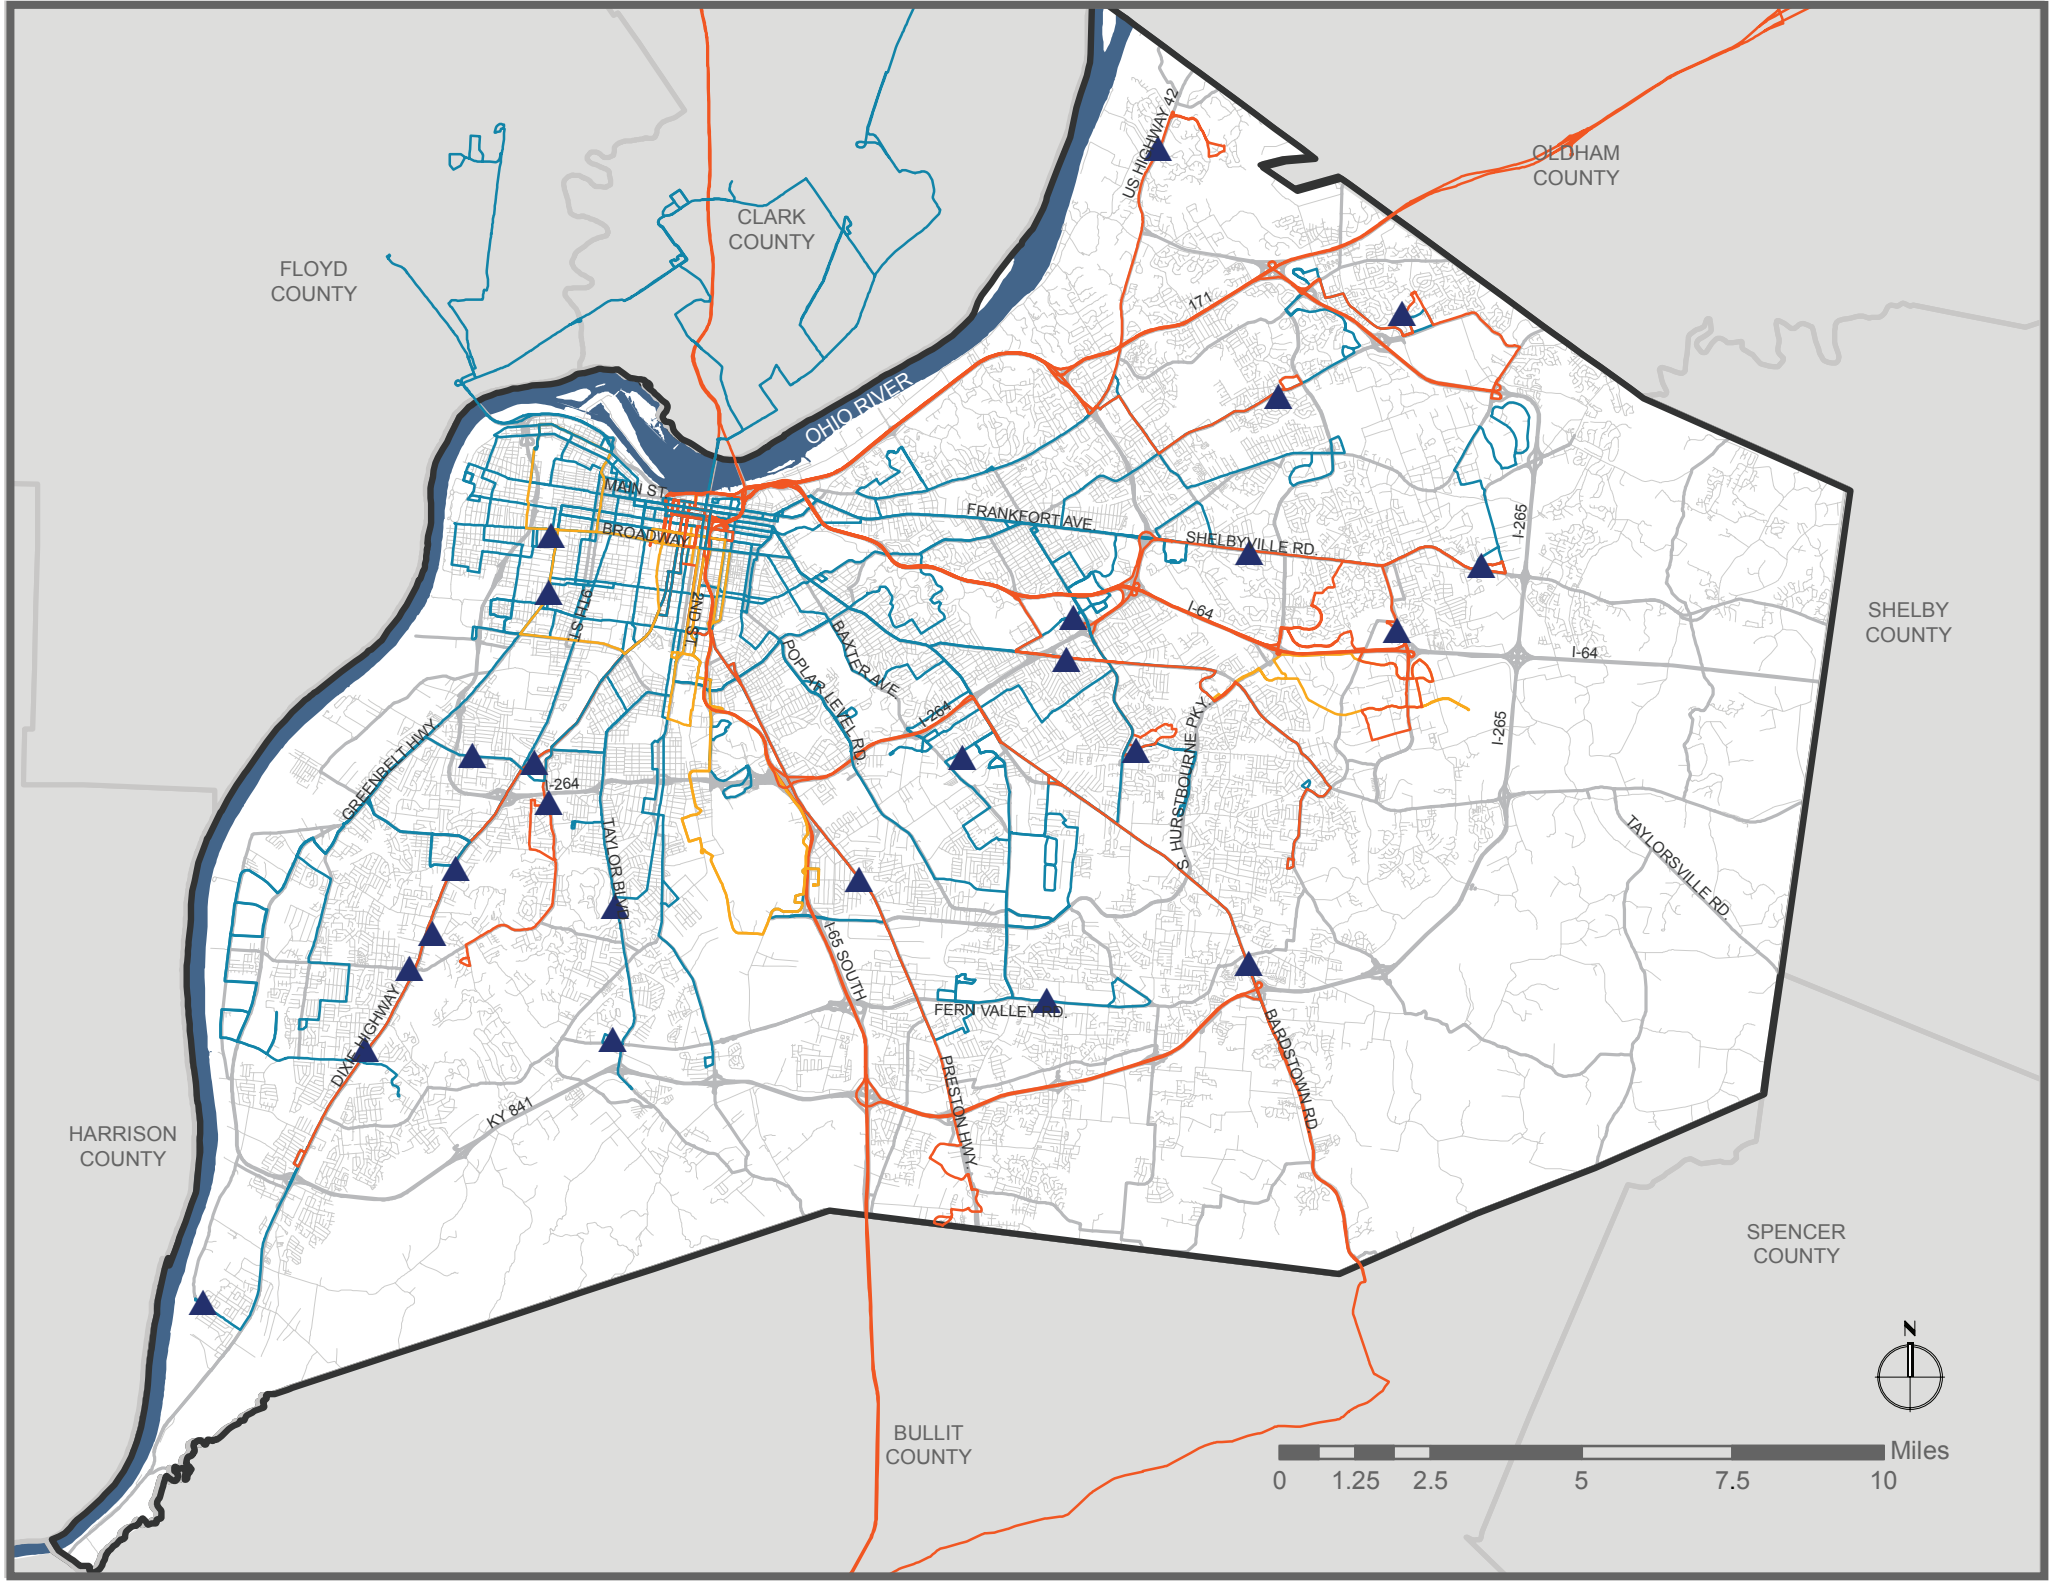 US HIGHWAY 42
OLDHAM
COUNTY
CLARK
COUNTY
FLOYD
COUNTY
171
OHIO RIVER
MAIN ST.
FRANKFORT AVE.
I-265
BROADWAY
SHELBYVILLE RD.
9TH ST.
2ND ST.
I-64
SHELBY
COUNTY
BAXTER AVE.
POPLAR LEVEL RD.
I-64
I-264
I-265
GREENBELT HWY
S. HURSTBOURNE PKY.
I-264
TAYLOR BLVD.
TAYLORSVILLE RD.
I-65 SOUTH
DIXIE HIGHWAY
FERN VALLEY RD.
BARDSTOWN RD
PRESTON HWY.
KY 841
HARRISON
COUNTY
SPENCER
COUNTY
N
BULLIT
COUNTY
Miles
0 1.25 2.5 5 7.5 10